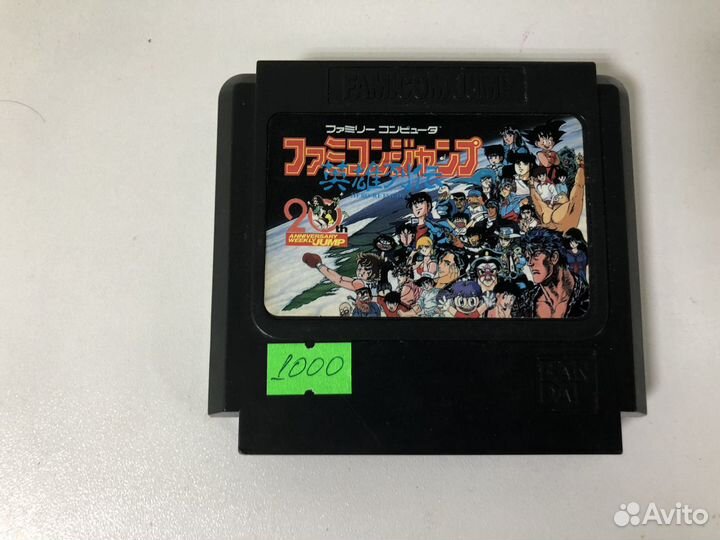 FAMICOM JUMP
ファミリー コンピュータ
ファミコンジャンプ
英雄列伝
20th
ANNIVERSARY
WEEKLY JUMP
1000
BAN
DAI
Avito